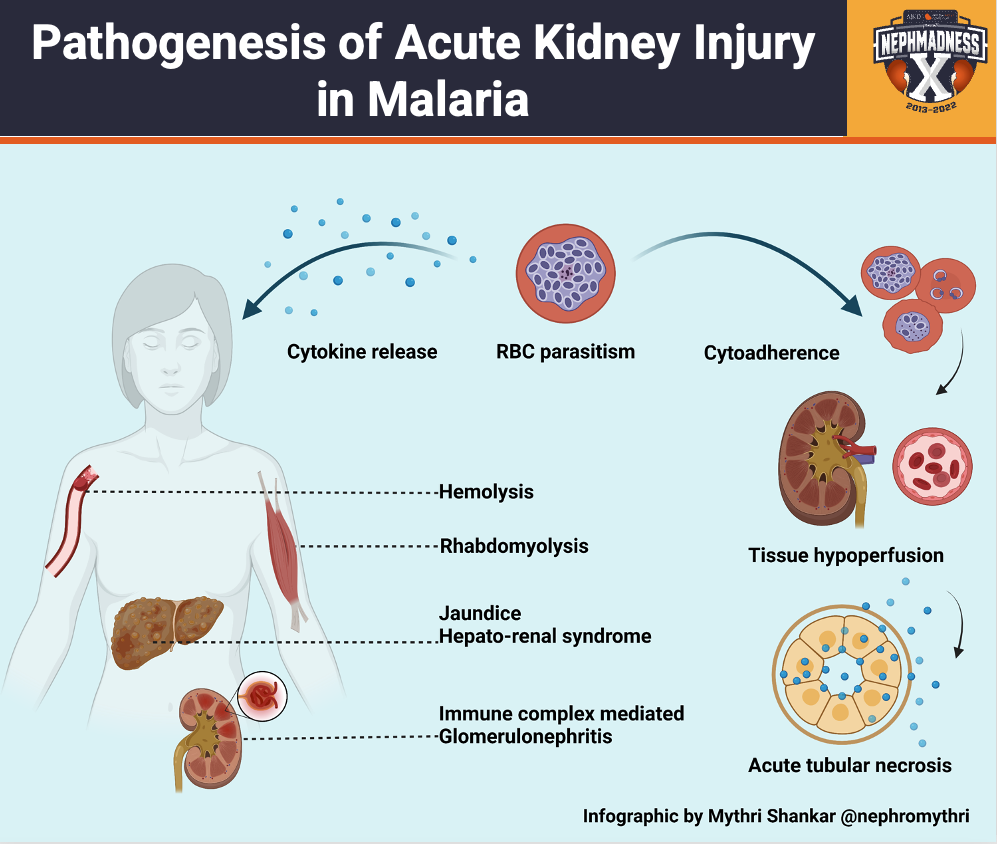 Pathogenesis of Acute Kidney Injury
in Malaria
NEPHMADNESS
X
2013-2022
Cytokine release
RBC parasitism
Cytoadherence
Hemolysis
Rhabdomyolysis
Tissue hypoperfusion
Jaundice
Hepato-renal syndrome
Immune complex mediated
Glomerulonephritis
Acute tubular necrosis
Infographic by Mythri Shankar @nephromythri